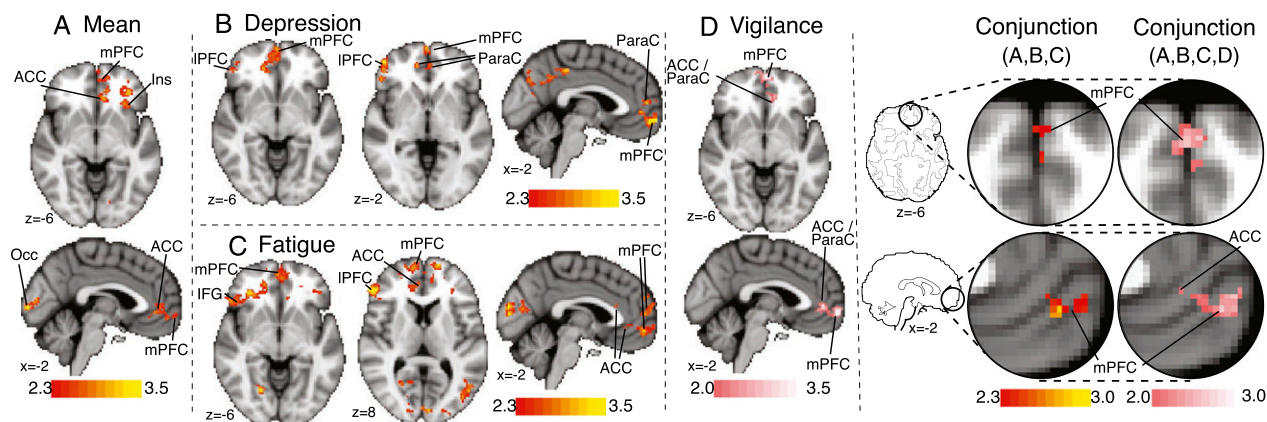 A Mean
mPFC
ACC
Ins
z=-6
Occ
ACC
mPFC
x=-2
2.3
3.5
B Depression
lPFC
mPFC
z=-6
lPFC
mPFC
ParaC
z=-2
ParaC
mPFC
x=-2
2.3
3.5
C Fatigue
mPFC
IFG
z=-6
ACC
mPFC
lPFC
z=8
mPFC
ACC
x=-2
2.3
3.5
D Vigilance
mPFC
ACC /
ParaC
z=-6
ACC /
ParaC
mPFC
x=-2
2.0
3.5
Conjunction
(A,B,C)
Conjunction
(A,B,C,D)
mPFC
z=-6
ACC
x=-2
mPFC
2.3
3.0
2.0
3.0